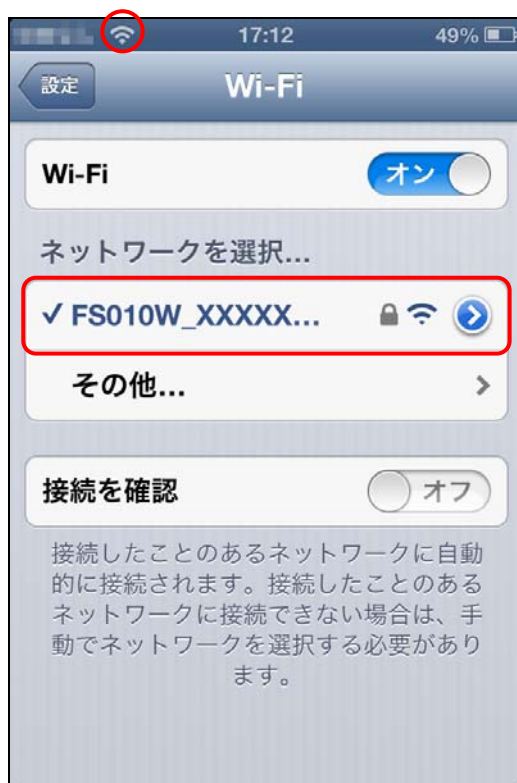 17:12 49%
設定 Wi-Fi
Wi-Fi オン
ネットワークを選択...
✓ FS010W_XXXXX...
その他...
接続を確認 オフ
接続したことのあるネットワークに自動
的に接続されます。接続したことのある
ネットワークに接続できない場合は、手
動でネットワークを選択する必要があり
ます。